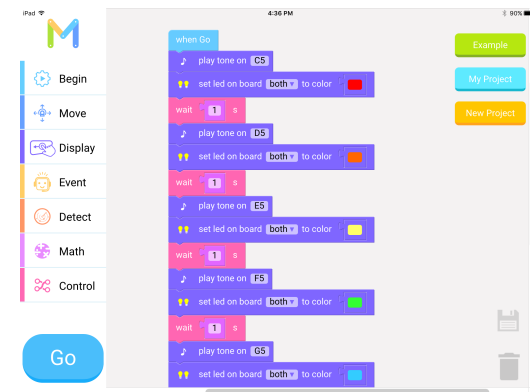 iPad 4:36 PM 90%
M
when Go
Example
play tone on C5
Begin
set led on board both to color
My Project
wait 1 s
Move
New Project
play tone on D5
Display
set led on board both to color
wait 1 s
Event
play tone on E5
Detect
set led on board both to color
wait 1 s
Math
play tone on F5
Control
set led on board both to color
wait 1 s
play tone on G5
Go
set led on board both to color